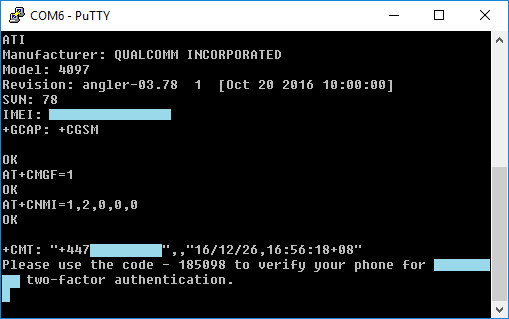 COM6 - PuTTY
ATI
Manufacturer: QUALCOMM INCORPORATED
Model: 4097
Revision: angler-03.78  1  [Oct 20 2016 10:00:00]
SVN: 78
IMEI:
+GCAP: +CGSM
OK
AT+CMGF=1
OK
AT+CNMI=1,2,0,0,0
OK
+CMT: "+447          ",,"16/12/26,16:56:18+08"
Please use the code - 185098 to verify your phone for
two-factor authentication.